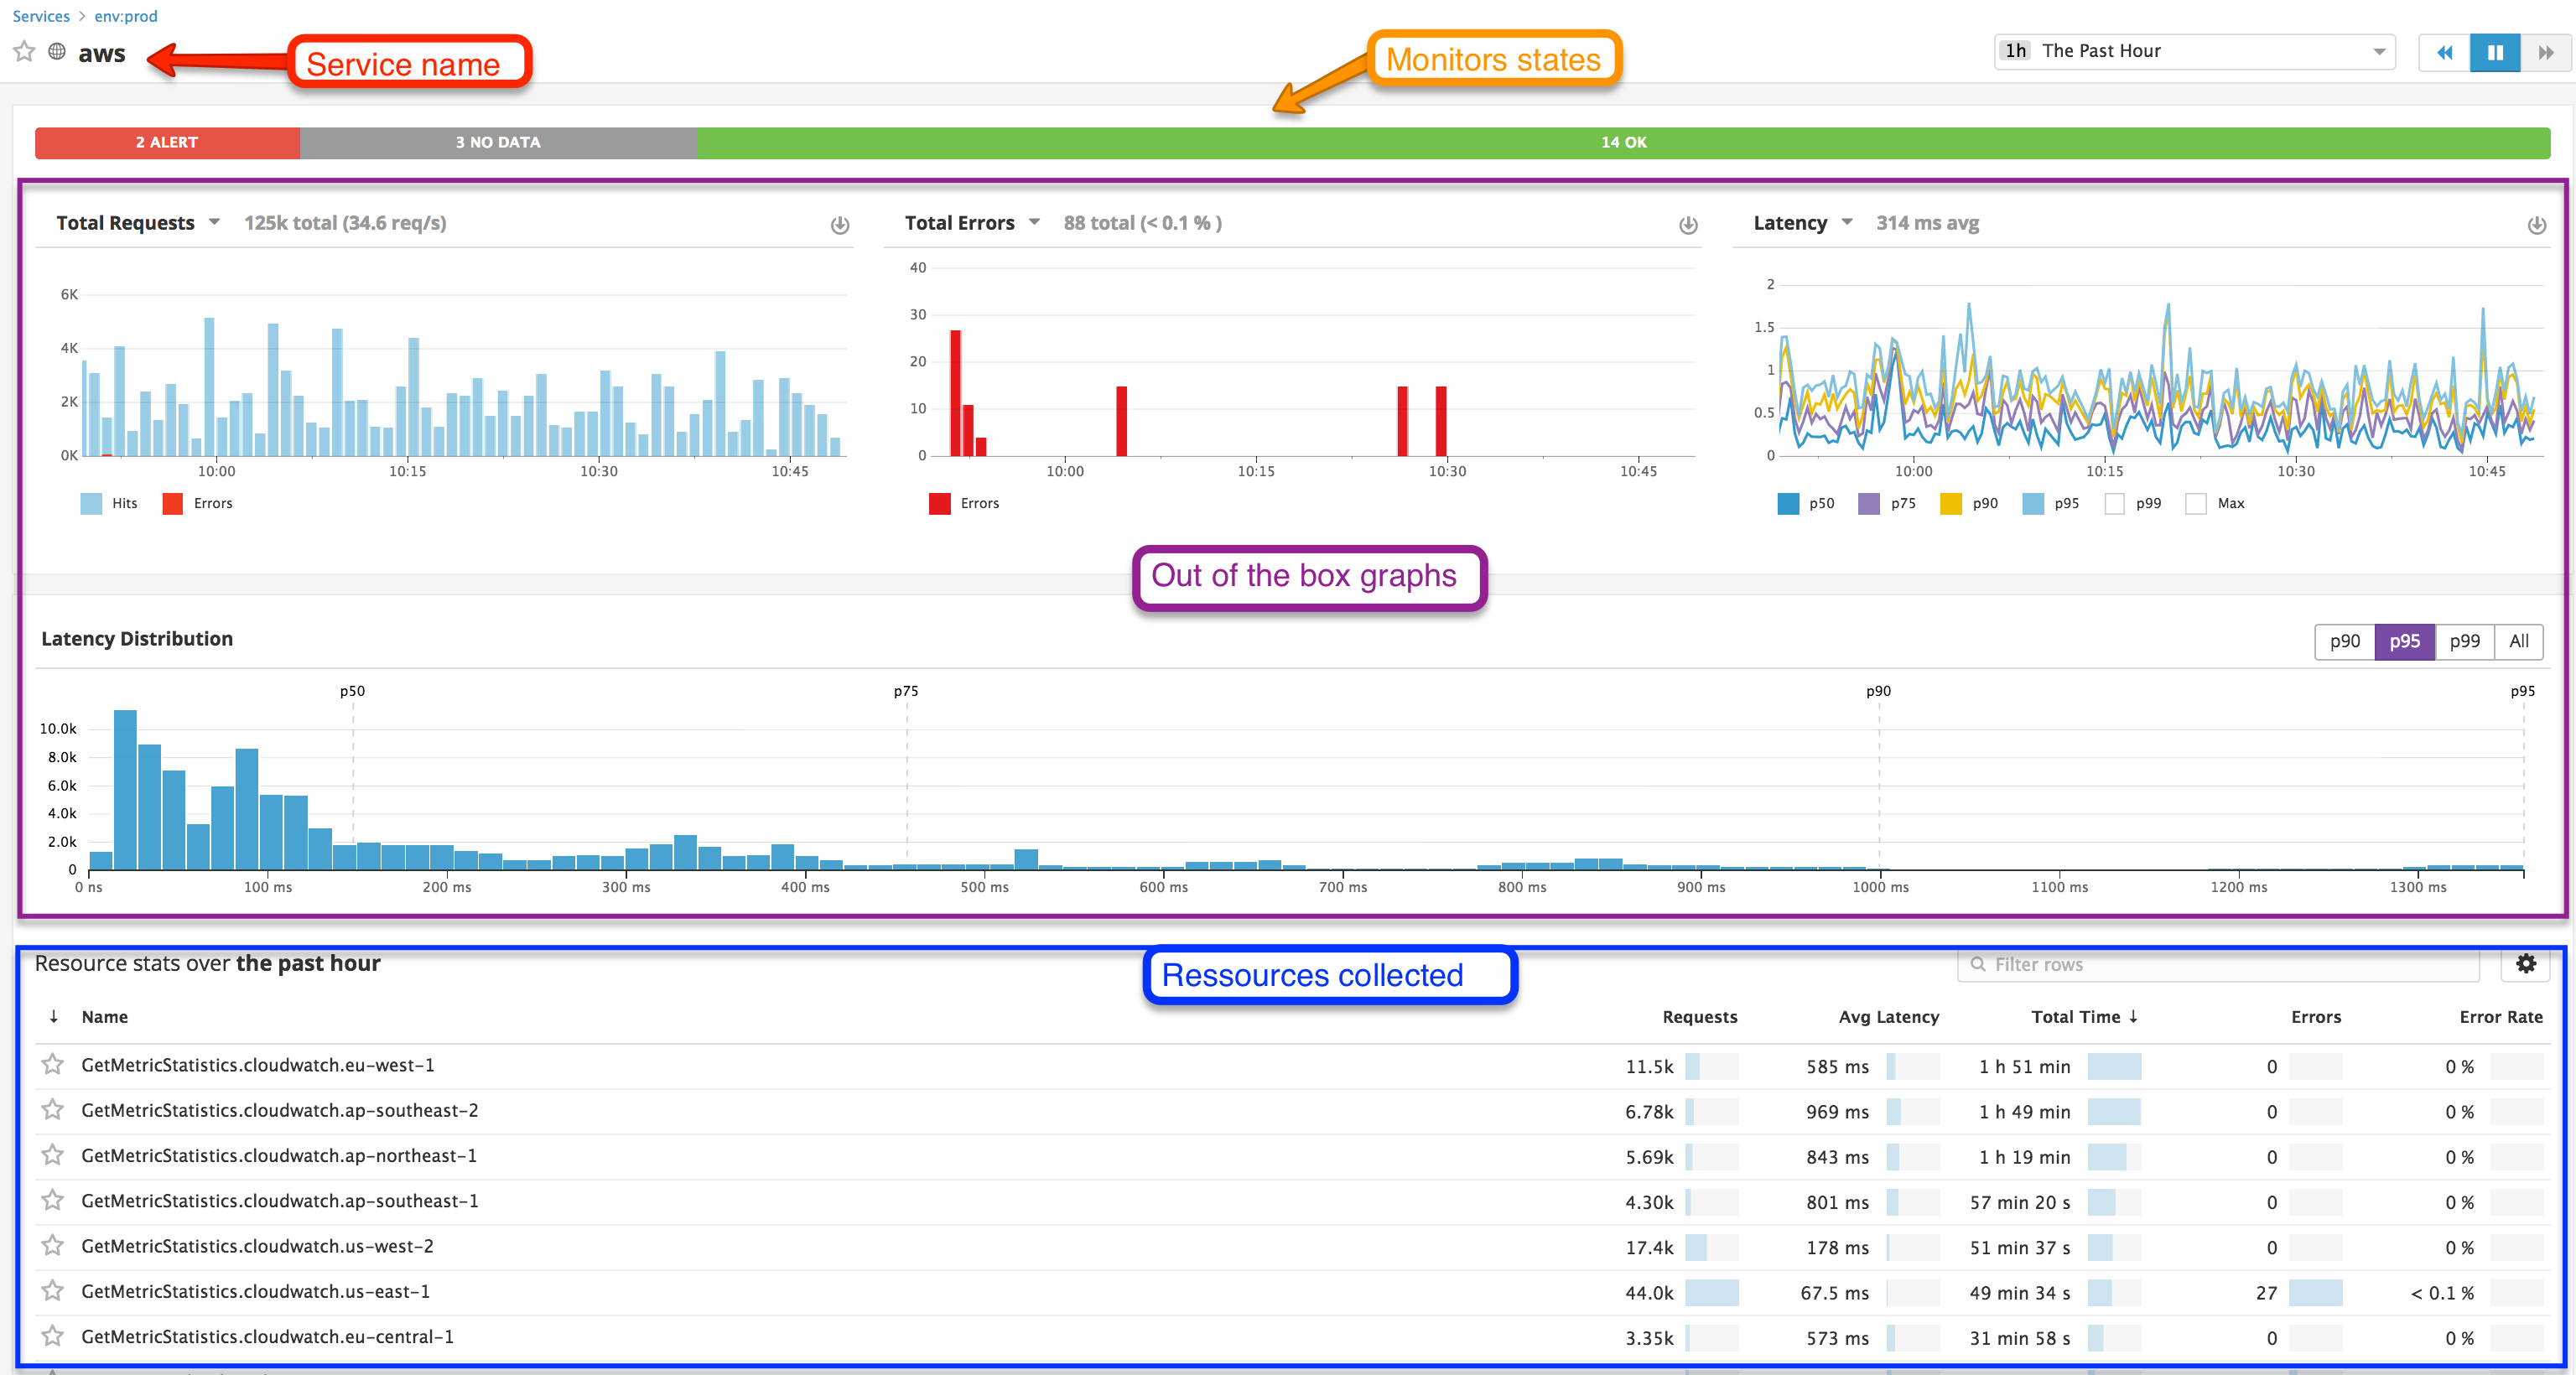 Services > env:prod
aws
Service name
Monitors states
1h The Past Hour
2 ALERT
3 NO DATA
14 OK
Total Requests 125k total (34.6 req/s)
6K
4K
2K
0K
10:00 10:15 10:30 10:45
Hits Errors
Total Errors 88 total (< 0.1 % )
40
30
20
10
0
10:00 10:15 10:30 10:45
Errors
Latency 314 ms avg
2
1.5
1
0.5
0
10:00 10:15 10:30 10:45
p50 p75 p90 p95 p99 Max
Out of the box graphs
Latency Distribution
p90 p95 p99 All
p50 p75 p90 p95
10.0k
8.0k
6.0k
4.0k
2.0k
0
0 ns 100 ms 200 ms 300 ms 400 ms 500 ms 600 ms 700 ms 800 ms 900 ms 1000 ms 1100 ms 1200 ms 1300 ms
Resource stats over the past hour
Ressources collected
Filter rows
↓ Name Requests Avg Latency Total Time ↓ Errors Error Rate
GetMetricStatistics.cloudwatch.eu-west-1 11.5k 585 ms 1 h 51 min 0 0 %
GetMetricStatistics.cloudwatch.ap-southeast-2 6.78k 969 ms 1 h 49 min 0 0 %
GetMetricStatistics.cloudwatch.ap-northeast-1 5.69k 843 ms 1 h 19 min 0 0 %
GetMetricStatistics.cloudwatch.ap-southeast-1 4.30k 801 ms 57 min 20 s 0 0 %
GetMetricStatistics.cloudwatch.us-west-2 17.4k 178 ms 51 min 37 s 0 0 %
GetMetricStatistics.cloudwatch.us-east-1 44.0k 67.5 ms 49 min 34 s 27 < 0.1 %
GetMetricStatistics.cloudwatch.eu-central-1 3.35k 573 ms 31 min 58 s 0 0 %